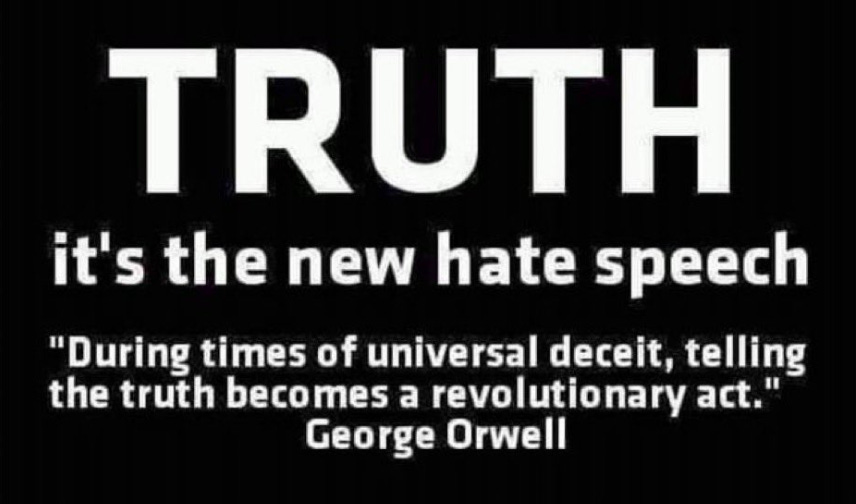 TRUTH
it's the new hate speech
"During times of universal deceit, telling
the truth becomes a revolutionary act."
George Orwell